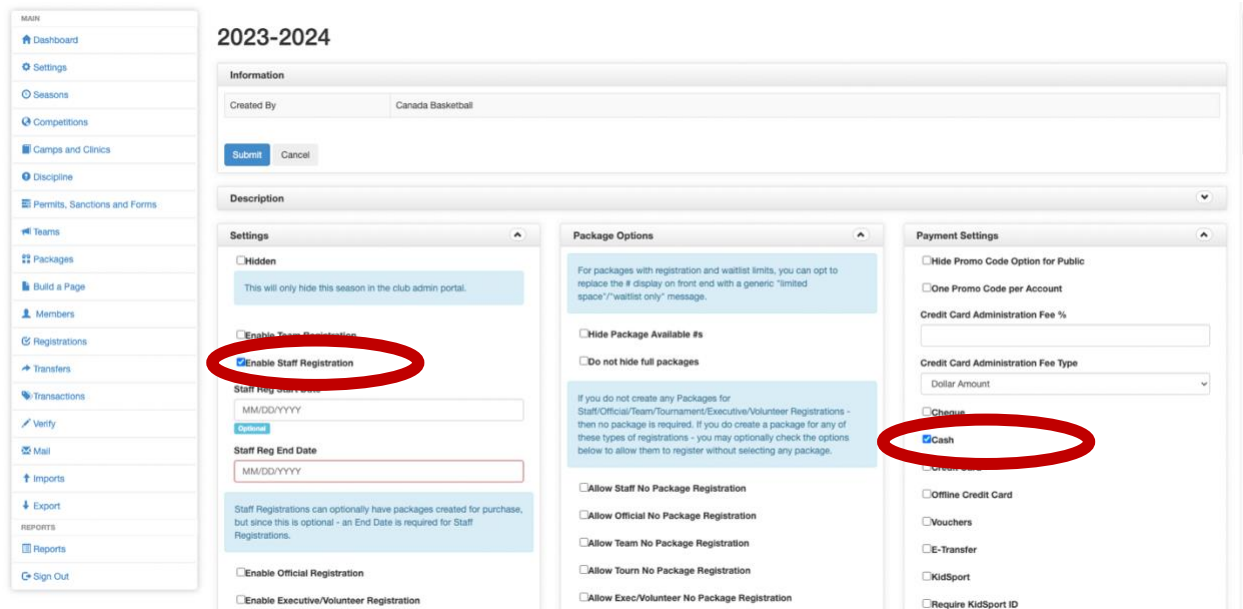 MAIN
Dashboard
Settings
Seasons
Competitions
Camps and Clinics
Discipline
Permits, Sanctions and Forms
Teams
Packages
Build a Page
Members
Registrations
Transfers
Transactions
Verify
Mail
Imports
Export
REPORTS
Reports
Sign Out
2023-2024
Information
Created By Canada Basketball
Submit Cancel
Description
Settings
Hidden
This will only hide this season in the club admin portal.
Enable Team Registration
Enable Staff Registration
Staff Reg Start Date
MM/DD/YYYY
Optional
Staff Reg End Date
MM/DD/YYYY
Staff Registrations can optionally have packages created for purchase,
but since this is optional - an End Date is required for Staff
Registrations.
Enable Official Registration
Enable Executive/Volunteer Registration
Package Options
For packages with registration and waitlist limits, you can opt to
replace the # display on front end with a generic "limited
space"/"waitlist only" message.
Hide Package Available #s
Do not hide full packages
If you do not create any Packages for
Staff/Official/Team/Tournament/Executive/Volunteer Registrations -
then no package is required. If you do create a package for any of
these types of registrations - you may optionally check the options
below to allow them to register without selecting any package.
Allow Staff No Package Registration
Allow Official No Package Registration
Allow Team No Package Registration
Allow Tourn No Package Registration
Allow Exec/Volunteer No Package Registration
Payment Settings
Hide Promo Code Option for Public
One Promo Code per Account
Credit Card Administration Fee %
Credit Card Administration Fee Type
Dollar Amount
Cheque
Cash
Credit Card
Offline Credit Card
Vouchers
E-Transfer
KidSport
Require KidSport ID